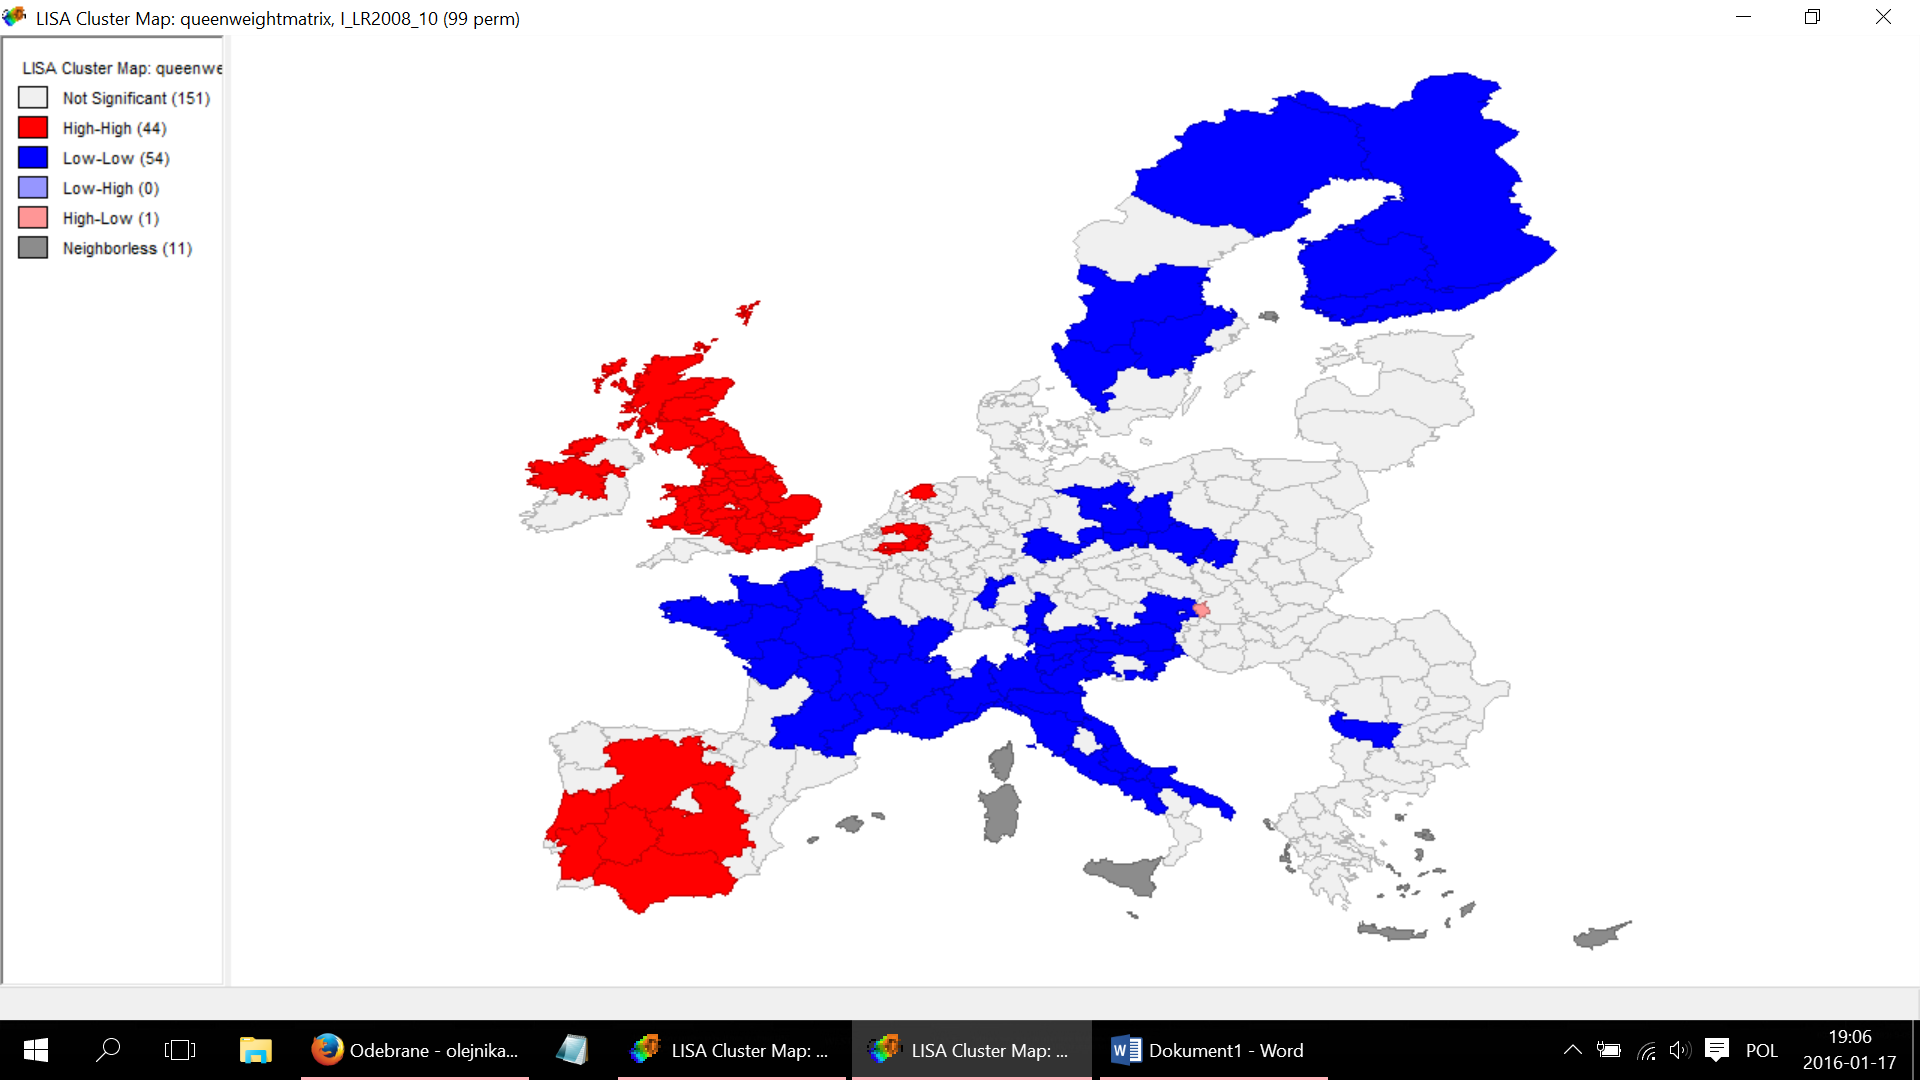 LISA Cluster Map: queenweightmatrix, I_LR2008_10 (99 perm)
LISA Cluster Map: queenwe
Not Significant (151)
High-High (44)
Low-Low (54)
Low-High (0)
High-Low (1)
Neighborless (11)
Odebrane - olejnika...
LISA Cluster Map: ...
LISA Cluster Map: ...
Dokument1 - Word
POL
19:06
2016-01-17